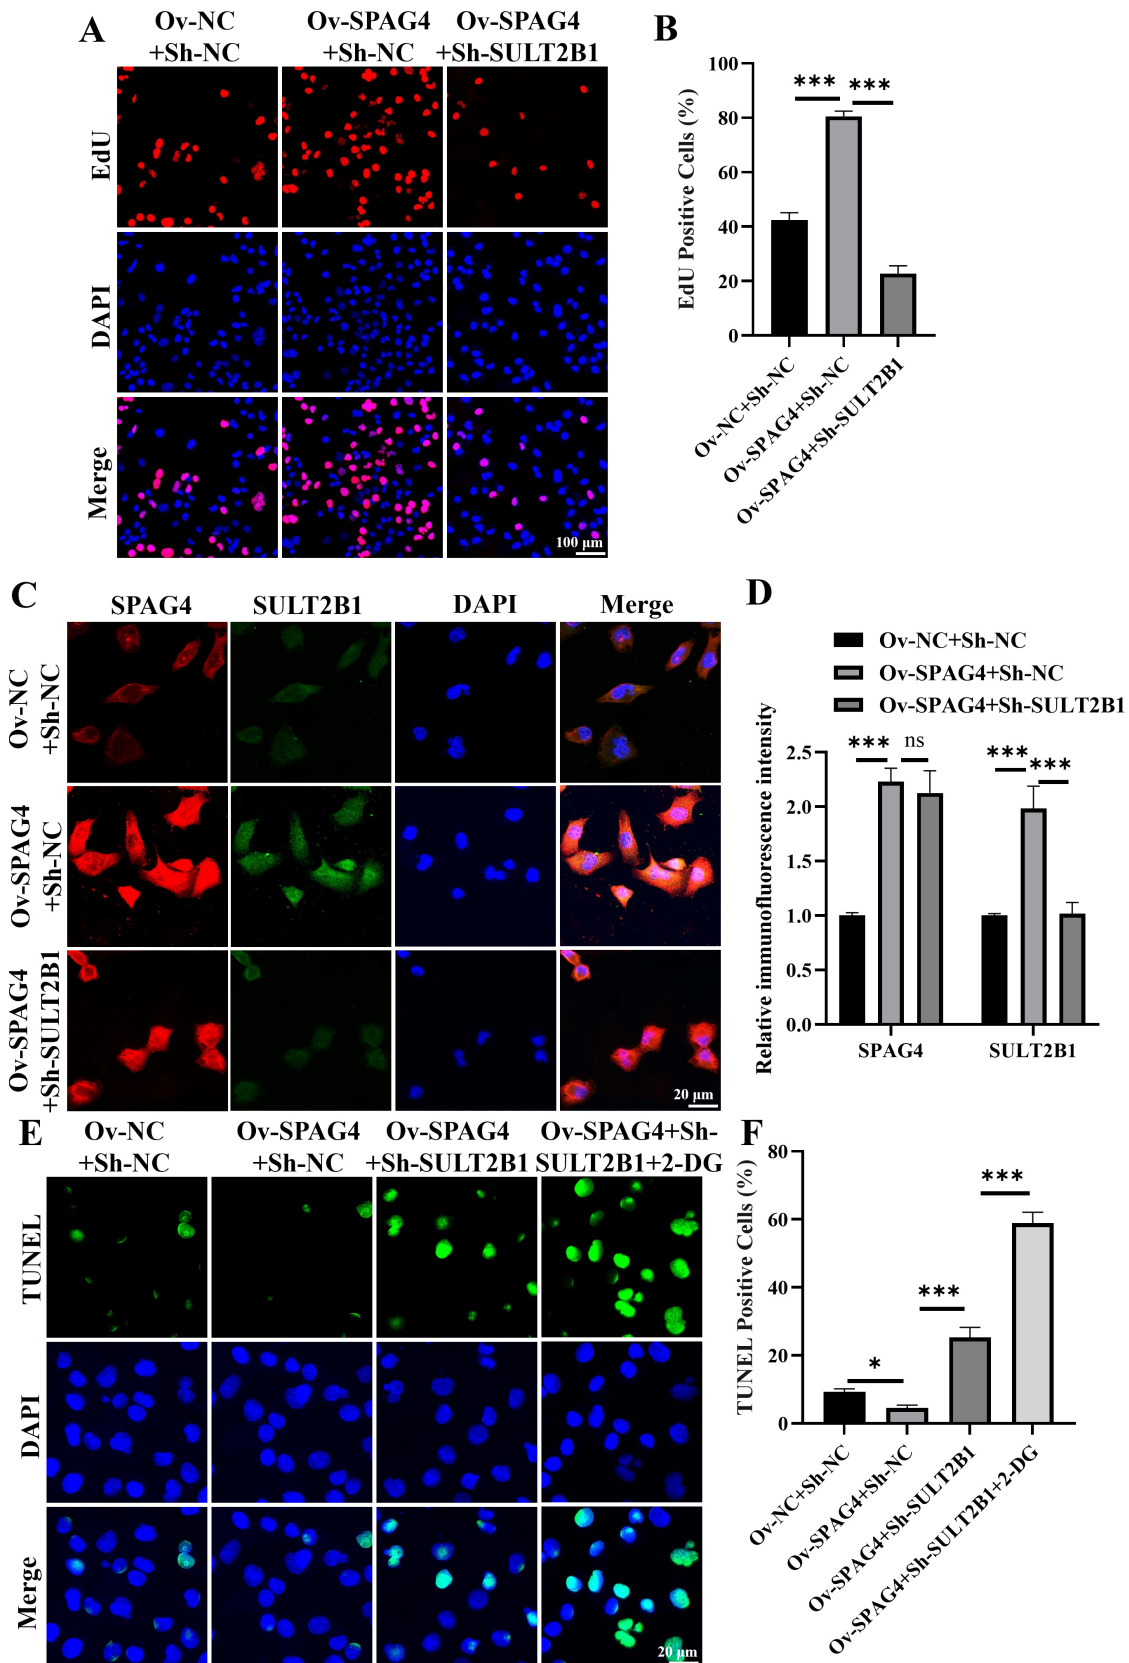 A
Ov-NC
+Sh-NC
Ov-SPAG4
+Sh-NC
Ov-SPAG4
+Sh-SULT2B1
EdU
DAPI
Merge
100 μm
B
EdU Positive Cells (%)
100
80
60
40
20
0
***
***
Ov-NC+Sh-NC
Ov-SPAG4+Sh-NC
Ov-SPAG4+Sh-SULT2B1
C
SPAG4
SULT2B1
DAPI
Merge
Ov-NC
+Sh-NC
Ov-SPAG4
+Sh-NC
Ov-SPAG4
+Sh-SULT2B1
20 μm
D
Ov-NC+Sh-NC
Ov-SPAG4+Sh-NC
Ov-SPAG4+Sh-SULT2B1
Relative immunofluorescence intensity
2.5
2.0
1.5
1.0
0.5
0.0
***
ns
***
***
SPAG4
SULT2B1
E
Ov-NC
+Sh-NC
Ov-SPAG4
+Sh-NC
Ov-SPAG4
+Sh-SULT2B1
Ov-SPAG4+Sh-
SULT2B1+2-DG
TUNEL
DAPI
Merge
20 μm
F
TUNEL Positive Cells (%)
80
60
40
20
0
*
***
***
Ov-NC+Sh-NC
Ov-SPAG4+Sh-NC
Ov-SPAG4+Sh-SULT2B1
Ov-SPAG4+Sh-SULT2B1+2-DG